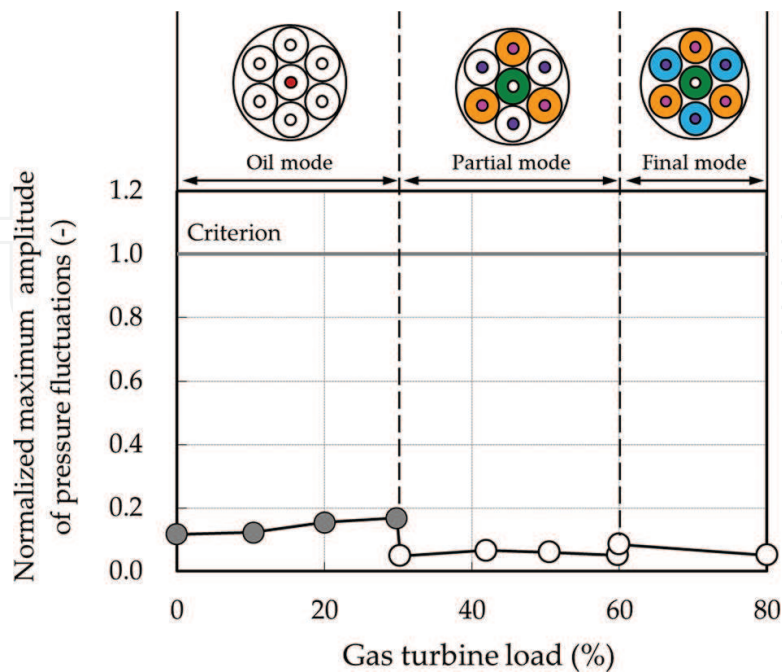 Oil mode
Partial mode
Final mode
Normalized maximum amplitude
of pressure fluctuations (-)
1.2
1.0
0.8
0.6
0.4
0.2
0.0
Criterion
0
20
40
60
80
Gas turbine load (%)